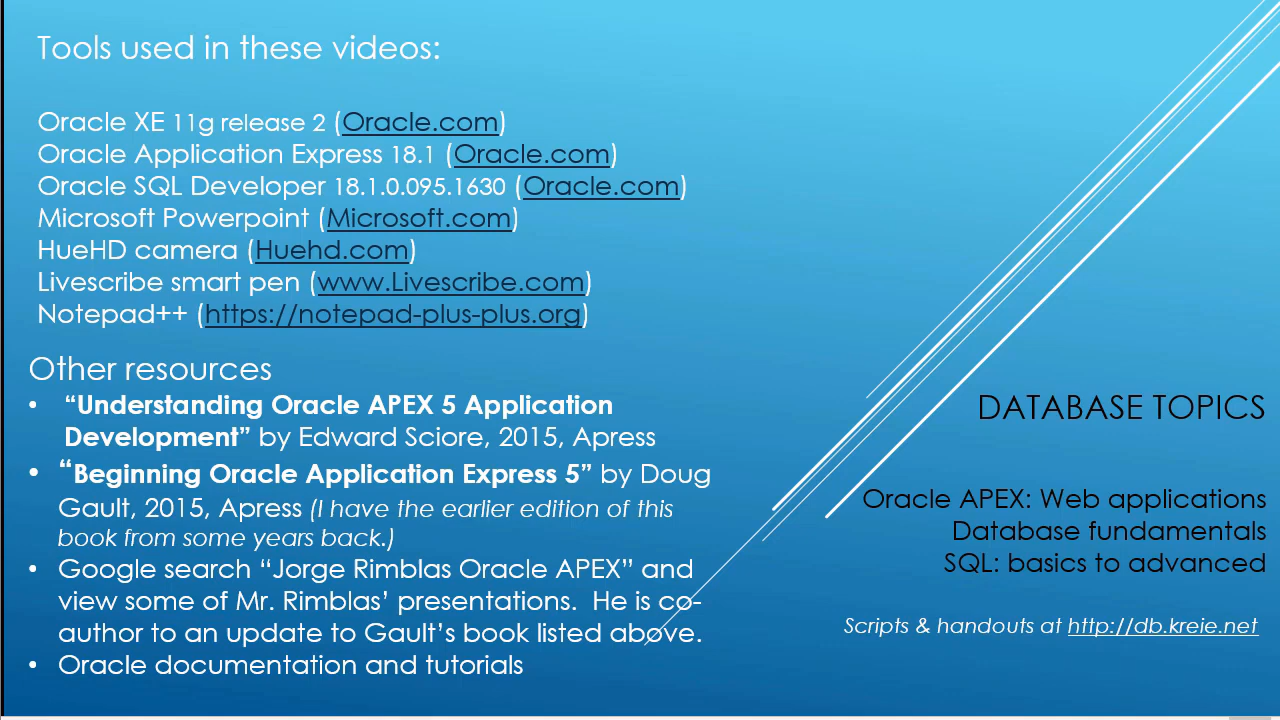 Tools used in these videos:
Oracle XE 11g release 2 (Oracle.com)
Oracle Application Express 18.1 (Oracle.com)
Oracle SQL Developer 18.1.0.095.1630 (Oracle.com)
Microsoft Powerpoint (Microsoft.com)
HueHD camera (Huehd.com)
Livescribe smart pen (www.Livescribe.com)
Notepad++ (https://notepad-plus-plus.org)
Other resources
• “Understanding Oracle APEX 5 Application
Development” by Edward Sciore, 2015, Apress
• “Beginning Oracle Application Express 5” by Doug
Gault, 2015, Apress (I have the earlier edition of this
book from some years back.)
• Google search “Jorge Rimblas Oracle APEX” and
view some of Mr. Rimblas’ presentations.  He is co-
author to an update to Gault’s book listed above.
• Oracle documentation and tutorials
DATABASE TOPICS
Oracle APEX: Web applications
Database fundamentals
SQL: basics to advanced
Scripts & handouts at http://db.kreie.net